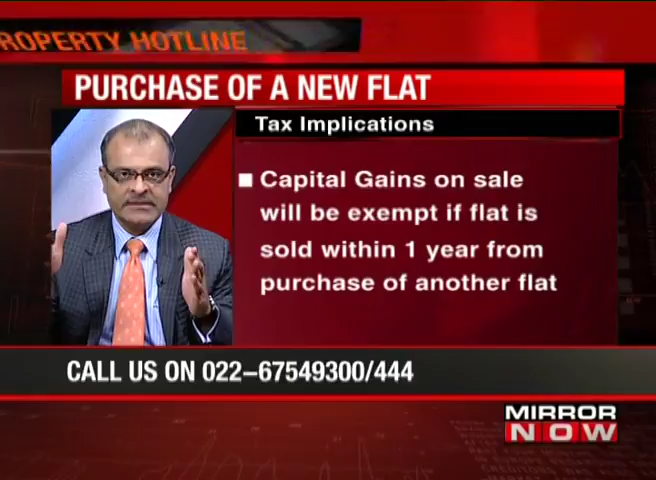 PROPERTY HOTLINE
PURCHASE OF A NEW FLAT
Tax Implications
Capital Gains on sale
will be exempt if flat is
sold within 1 year from
purchase of another flat
CALL US ON 022-67549300/444
MIRROR
NOW